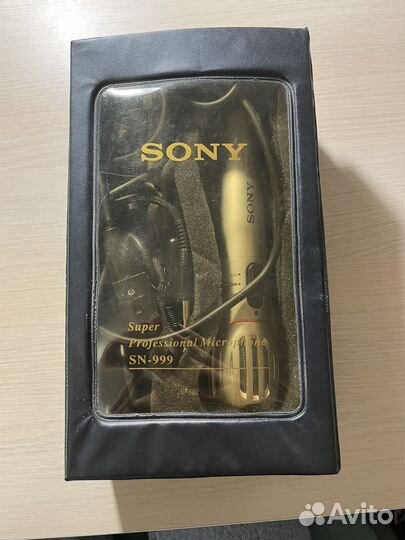 SONY
SONY
Super
Professional Microphone
SN-999
Avito